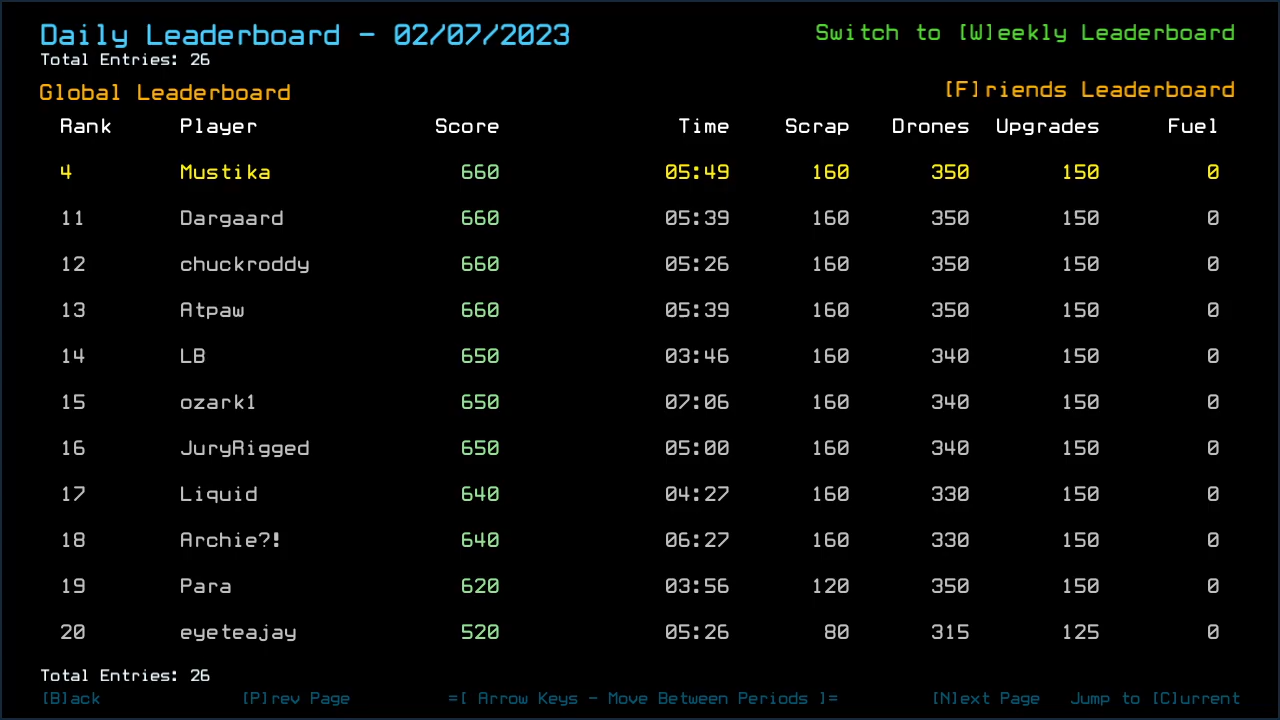 Daily Leaderboard - 02/07/2023 Switch to [W]eekly Leaderboard
Total Entries: 26
Global Leaderboard [F]riends Leaderboard
Rank Player Score Time Scrap Drones Upgrades Fuel
4 Mustika 660 05:49 160 350 150 0
11 Dargaard 660 05:39 160 350 150 0
12 chuckroddy 660 05:26 160 350 150 0
13 Atpaw 660 05:39 160 350 150 0
14 LB 650 03:46 160 340 150 0
15 ozark1 650 07:06 160 340 150 0
16 JuryRigged 650 05:00 160 340 150 0
17 Liquid 640 04:27 160 330 150 0
18 Archie?! 640 06:27 160 330 150 0
19 Para 620 03:56 120 350 150 0
20 eyeteajay 520 05:26 80 315 125 0
Total Entries: 26
[B]ack [P]rev Page =[ Arrow Keys - Move Between Periods ]= [N]ext Page Jump to [C]urrent